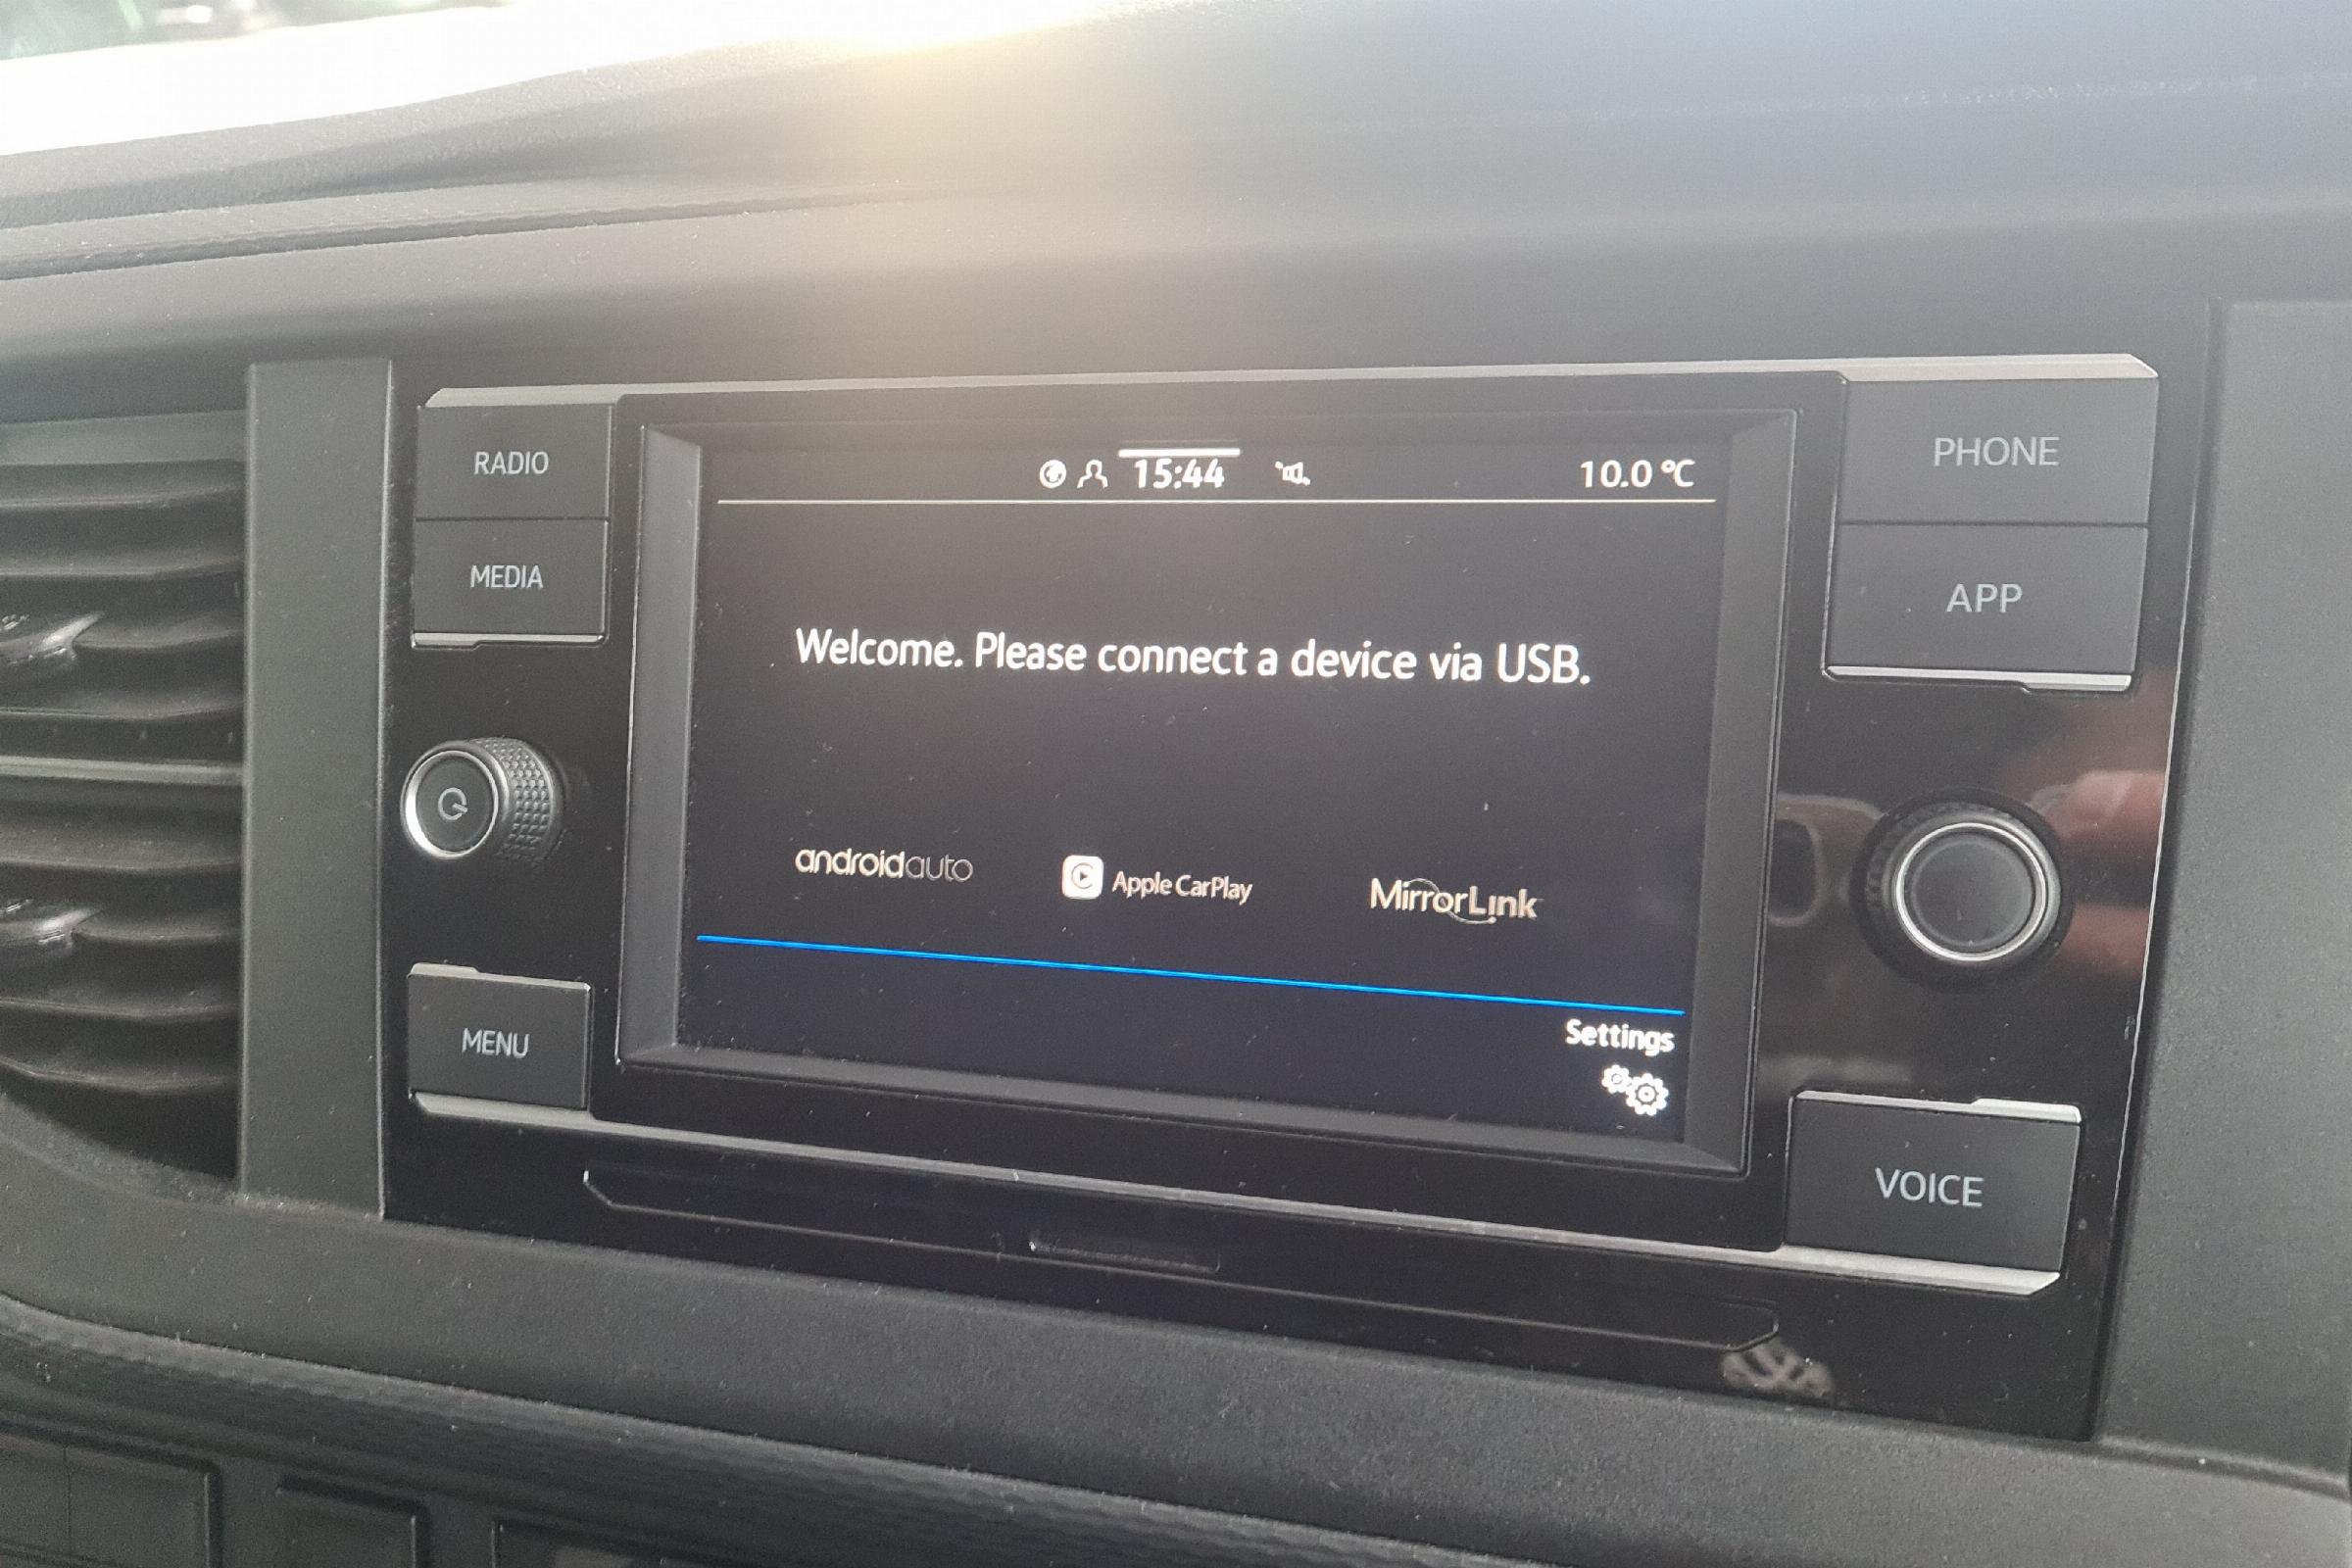 RADIO
MEDIA
MENU
15:44
10.0 °C
Welcome. Please connect a device via USB.
androidauto
Apple CarPlay
MirrorLink
Settings
PHONE
APP
VOICE